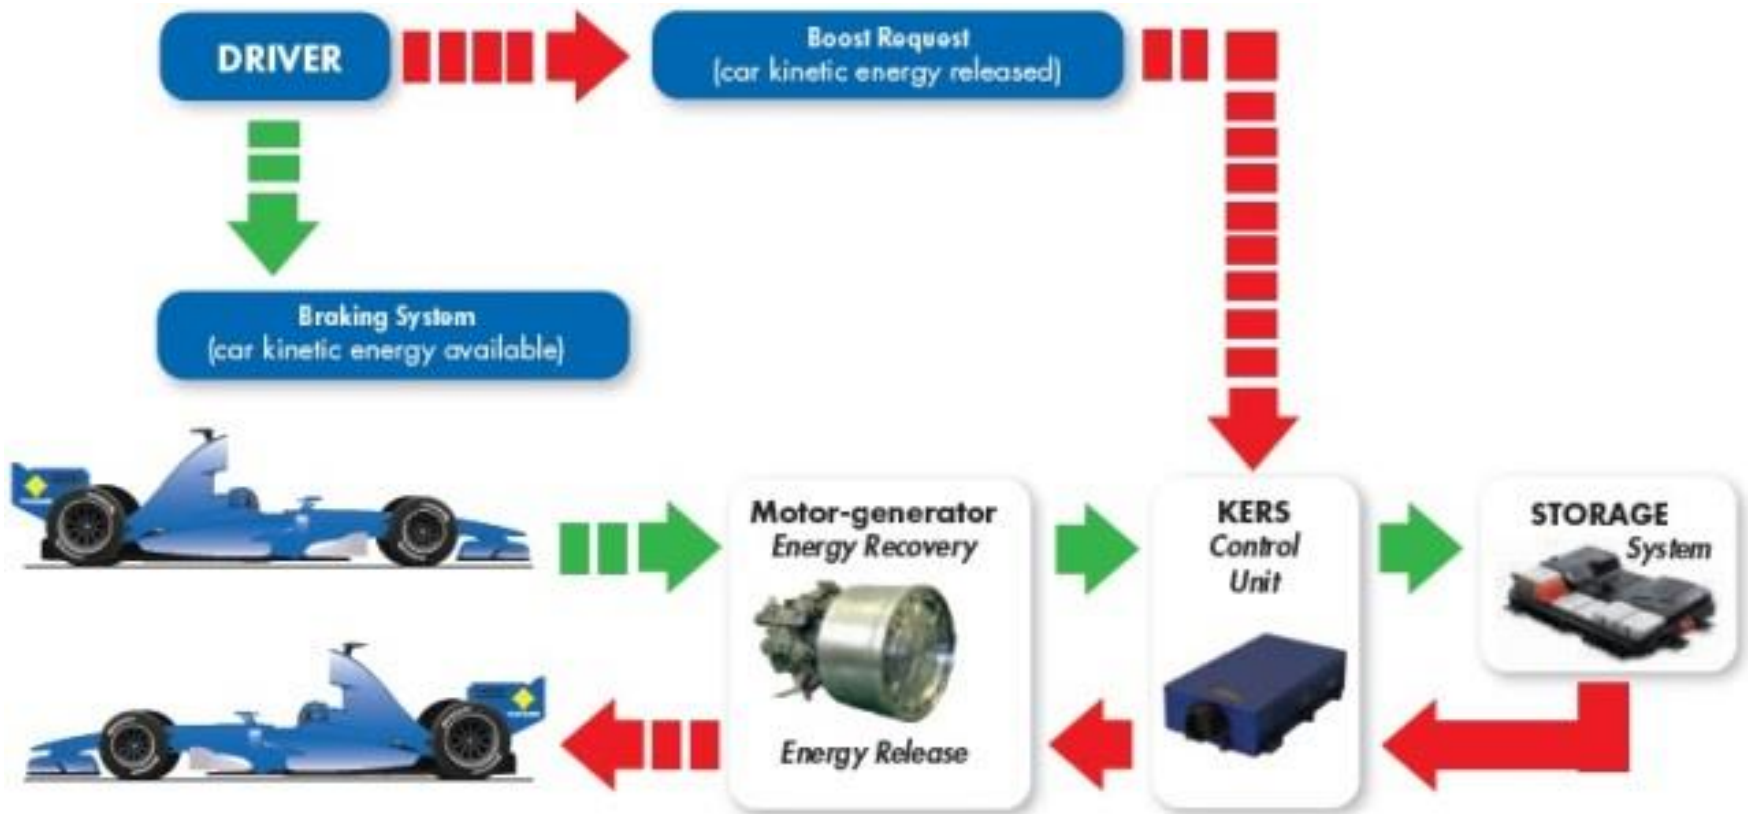 DRIVER
Boost Request
(car kinetic energy released)
Braking System
(car kinetic energy available)
Motor-generator
Energy Recovery
Energy Release
KERS
Control
Unit
STORAGE
System